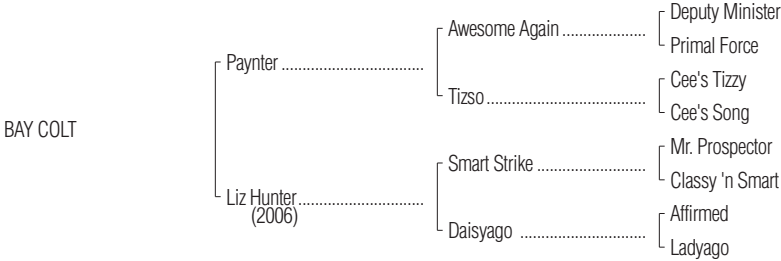 Deputy Minister
Awesome Again ....................
Primal Force
Paynter .................................
Cee's Tizzy
Tizso .....................................
Cee's Song
BAY COLT
Mr. Prospector
Smart Strike .........................
Classy 'n Smart
Liz Hunter .............................
(2006)
Affirmed
Daisyago .............................
Ladyago